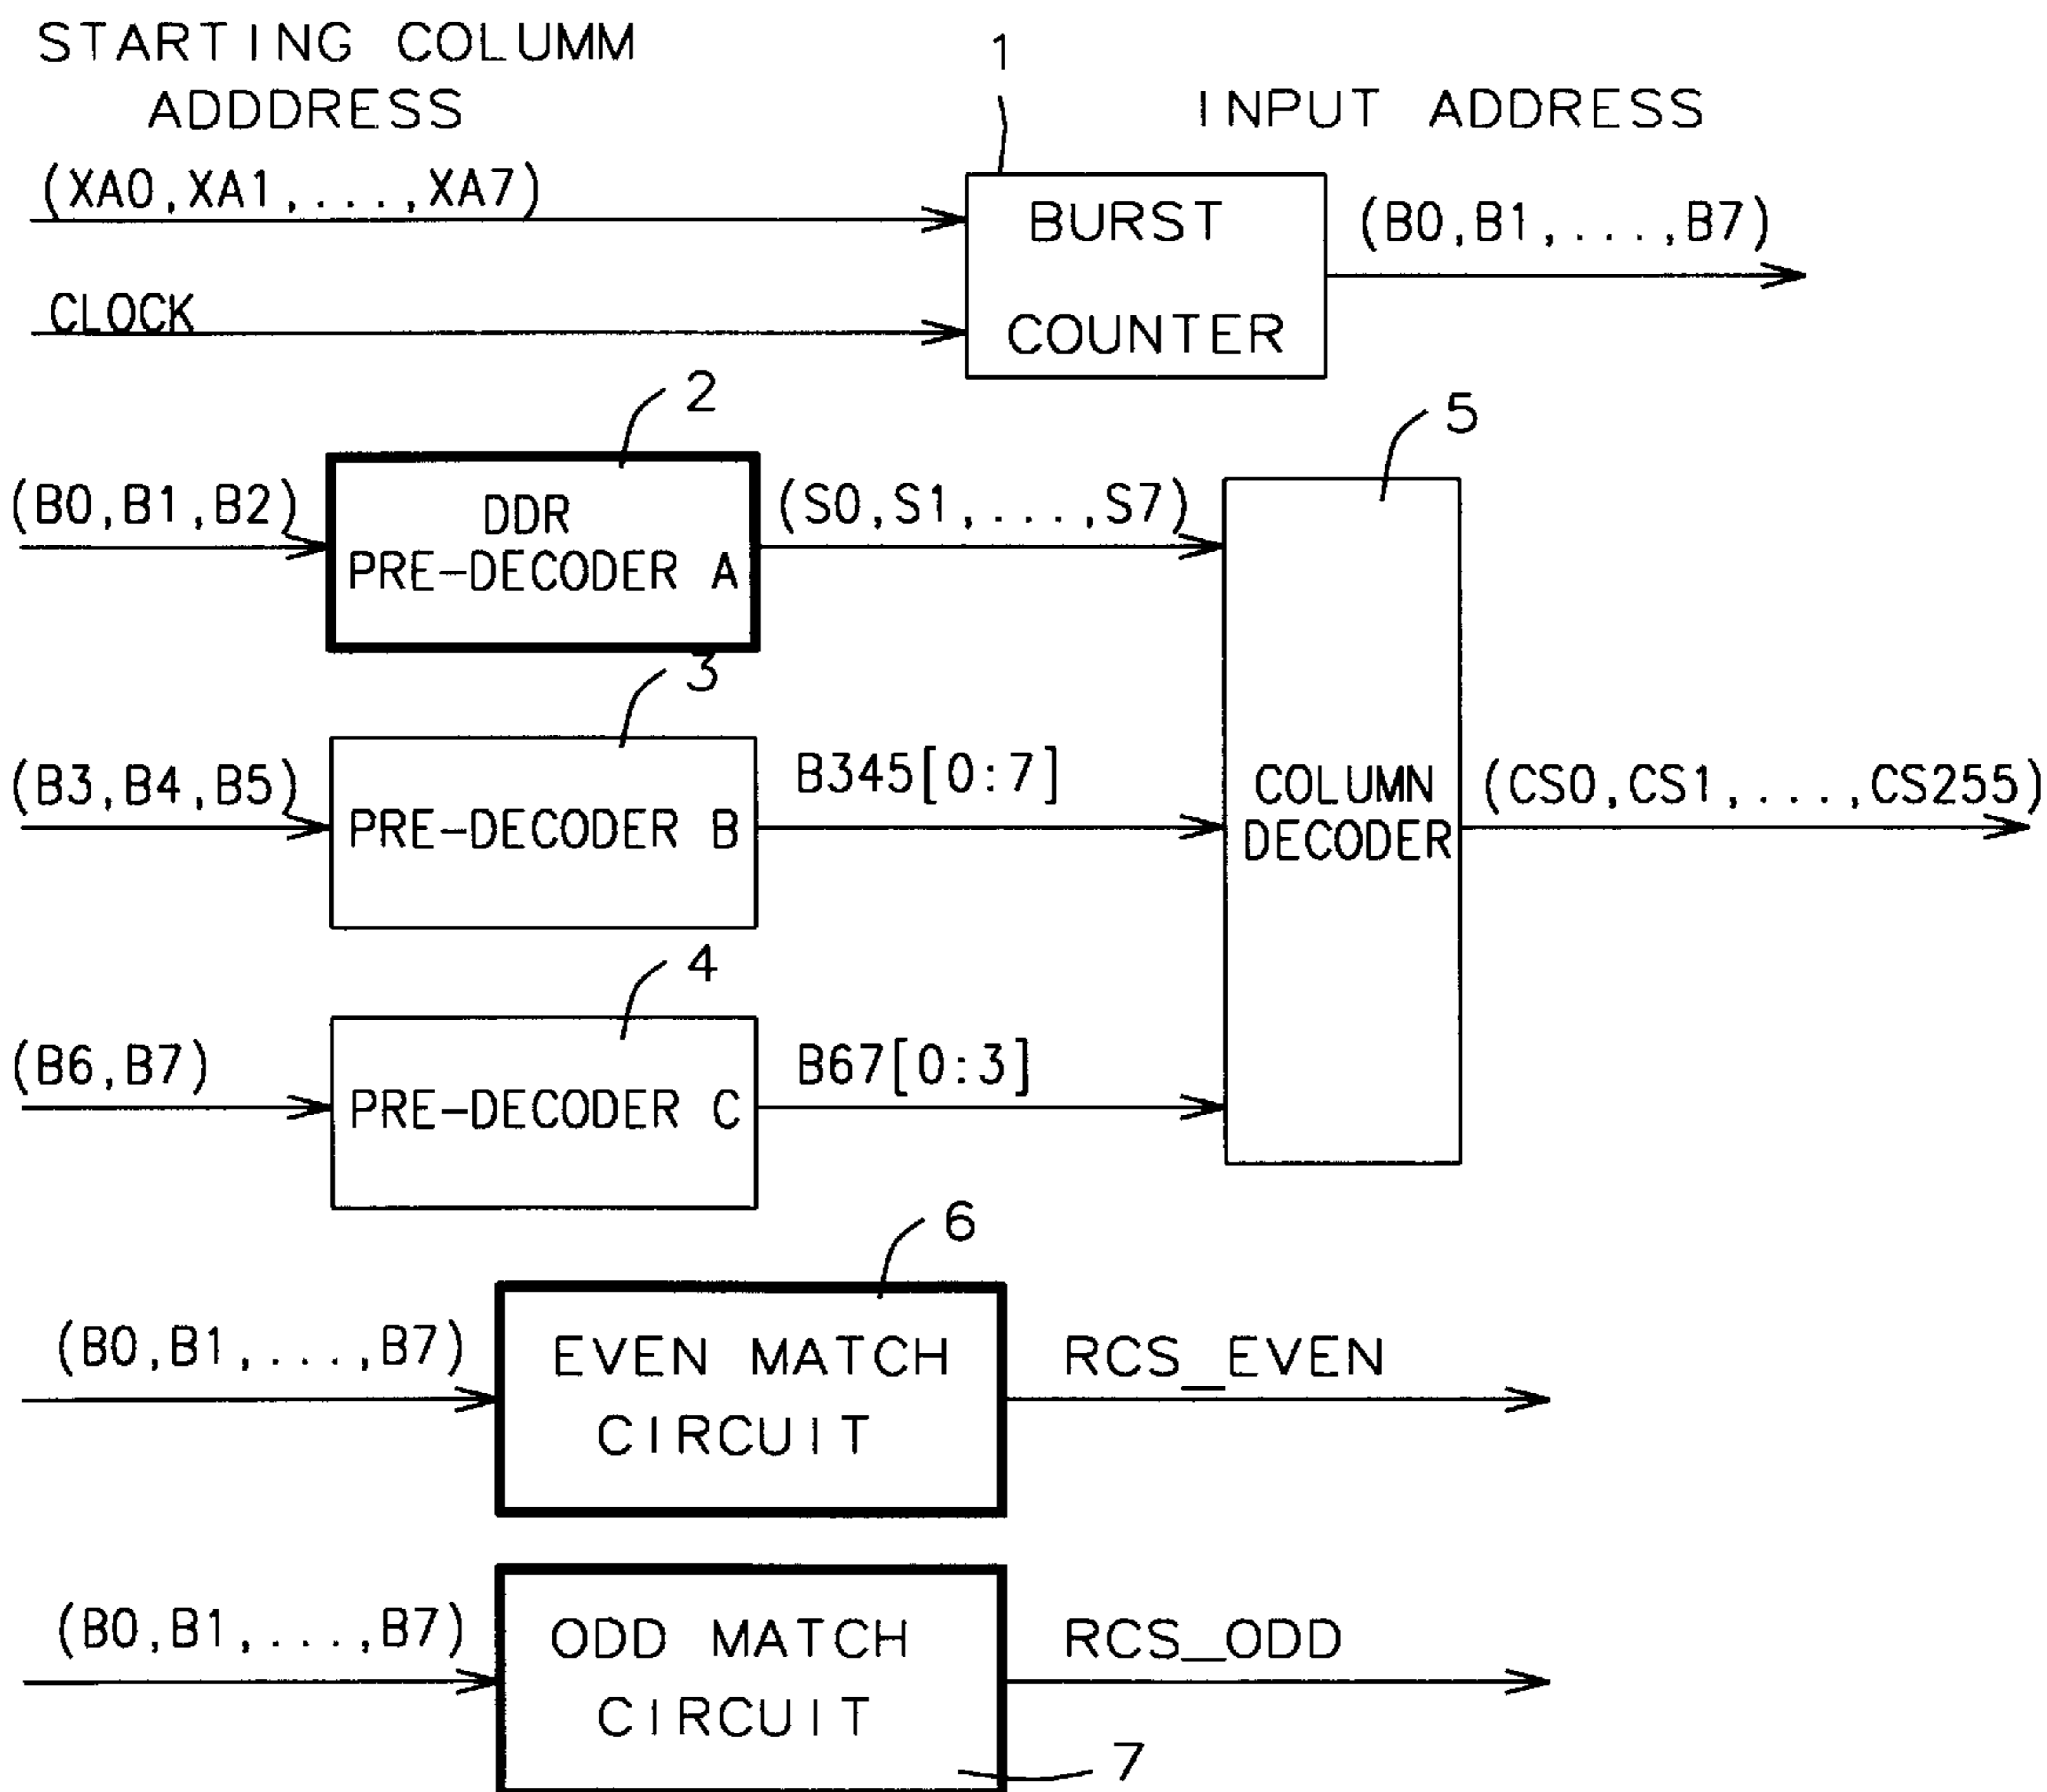 STARTING COLUMM
ADDDRESS
1
INPUT ADDRESS
(XA0,XA1,...,XA7)
BURST
COUNTER
(B0,B1,...,B7)
CLOCK
2
5
(B0,B1,B2)
DDR
PRE-DECODER A
(S0,S1,...,S7)
3
(B3,B4,B5)
PRE-DECODER B
B345[0:7]
COLUMN
DECODER
(CS0,CS1,...,CS255)
4
(B6,B7)
PRE-DECODER C
B67[0:3]
6
(B0,B1,...,B7)
EVEN MATCH
CIRCUIT
RCS_EVEN
(B0,B1,...,B7)
ODD MATCH
CIRCUIT
RCS_ODD
7